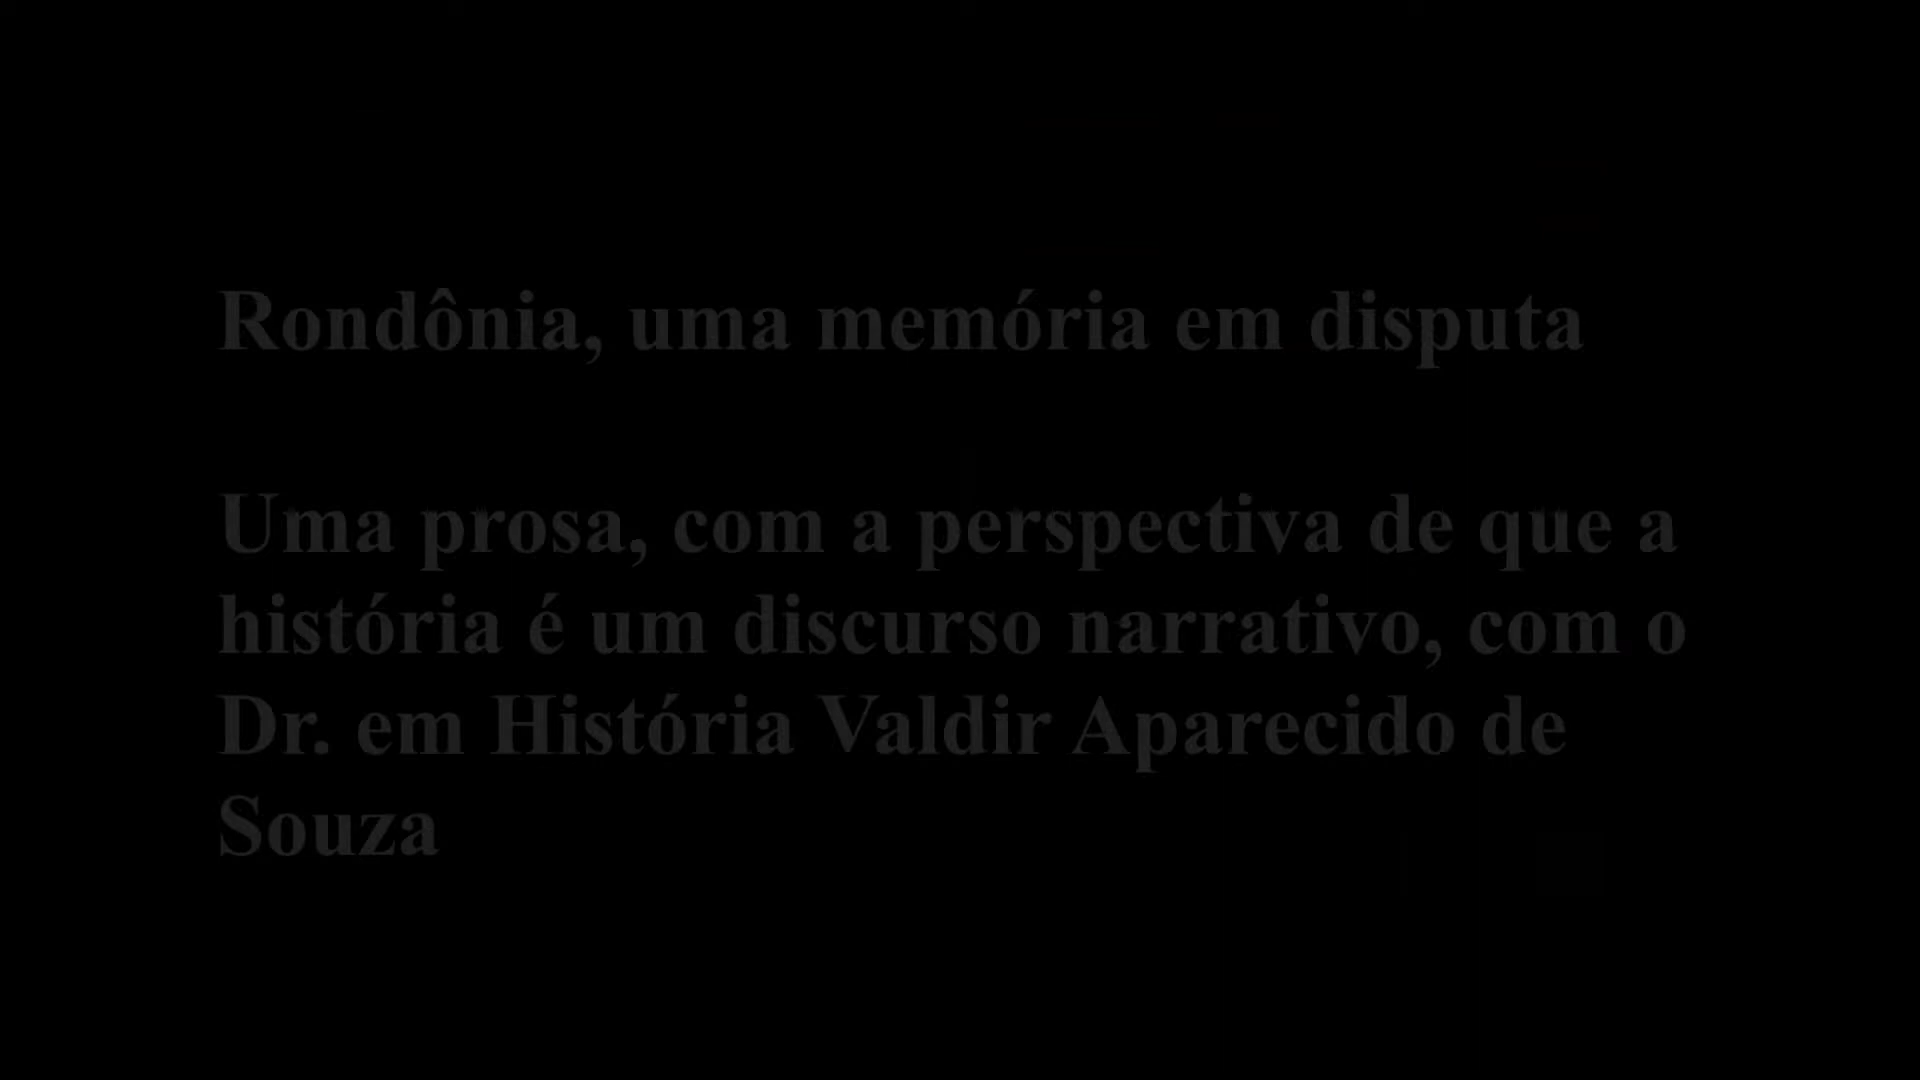 Rondônia, uma memória em disputa
Uma prosa, com a perspectiva de que a
história é um discurso narrativo, com o
Dr. em História Valdir Aparecido de
Souza